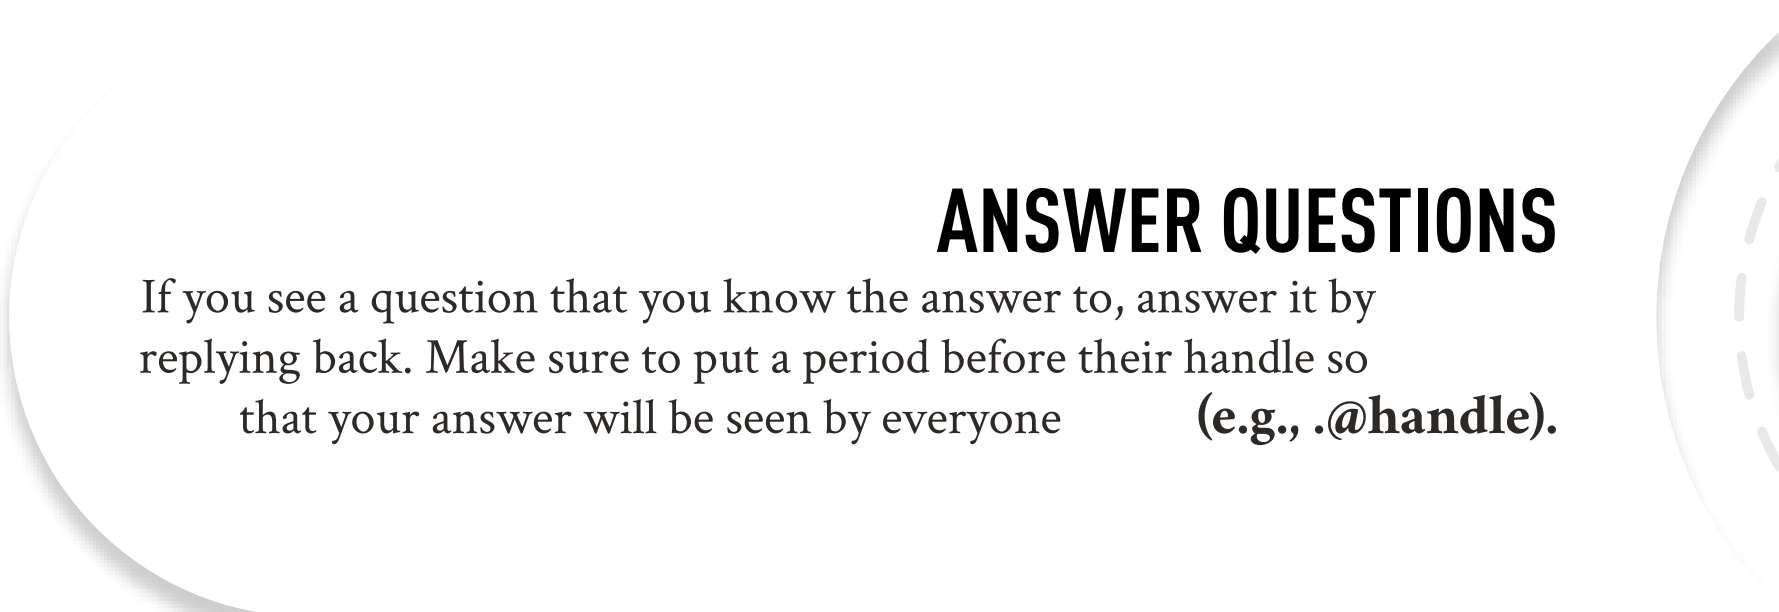 ANSWER QUESTIONS
If you see a question that you know the answer to, answer it by
replying back. Make sure to put a period before their handle so
that your answer will be seen by everyone (e.g., .@handle).